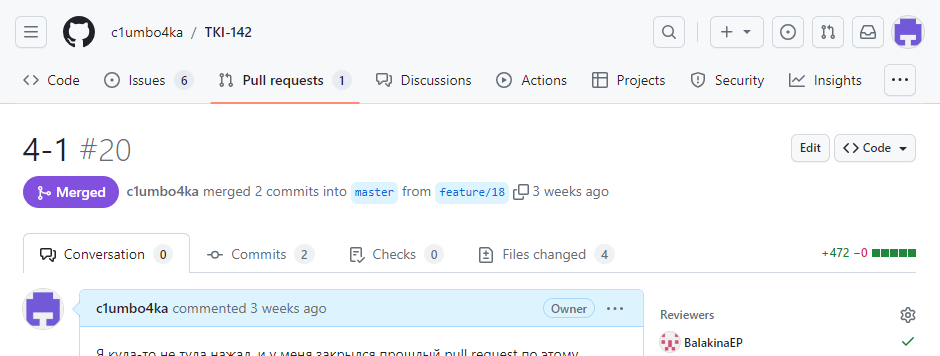 c1umbo4ka / TKI-142
Code Issues 6 Pull requests 1 Discussions Actions Projects Security Insights
4-1 #20
Edit Code
Merged c1umbo4ka merged 2 commits into master from feature/18 3 weeks ago
Conversation 0 Commits 2 Checks 0 Files changed 4 +472 −0
c1umbo4ka commented 3 weeks ago Owner
Reviewers
BalakinaEP
Я куда-то не туда нажал, и у меня закрылся прошлый pull request по этому